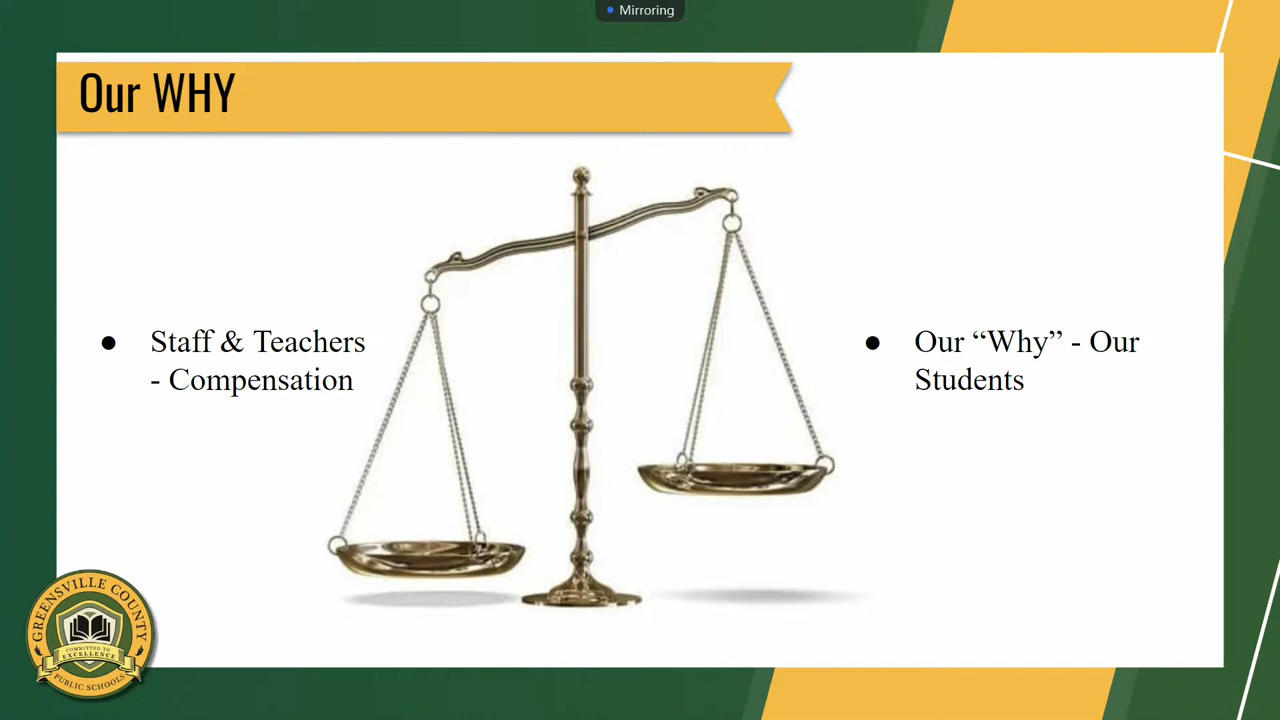 Mirroring
Our WHY
● Staff & Teachers
- Compensation
● Our “Why” - Our
Students
GREENSVILLE COUNTY
COMMITTED TO
EXCELLENCE
PUBLIC SCHOOLS